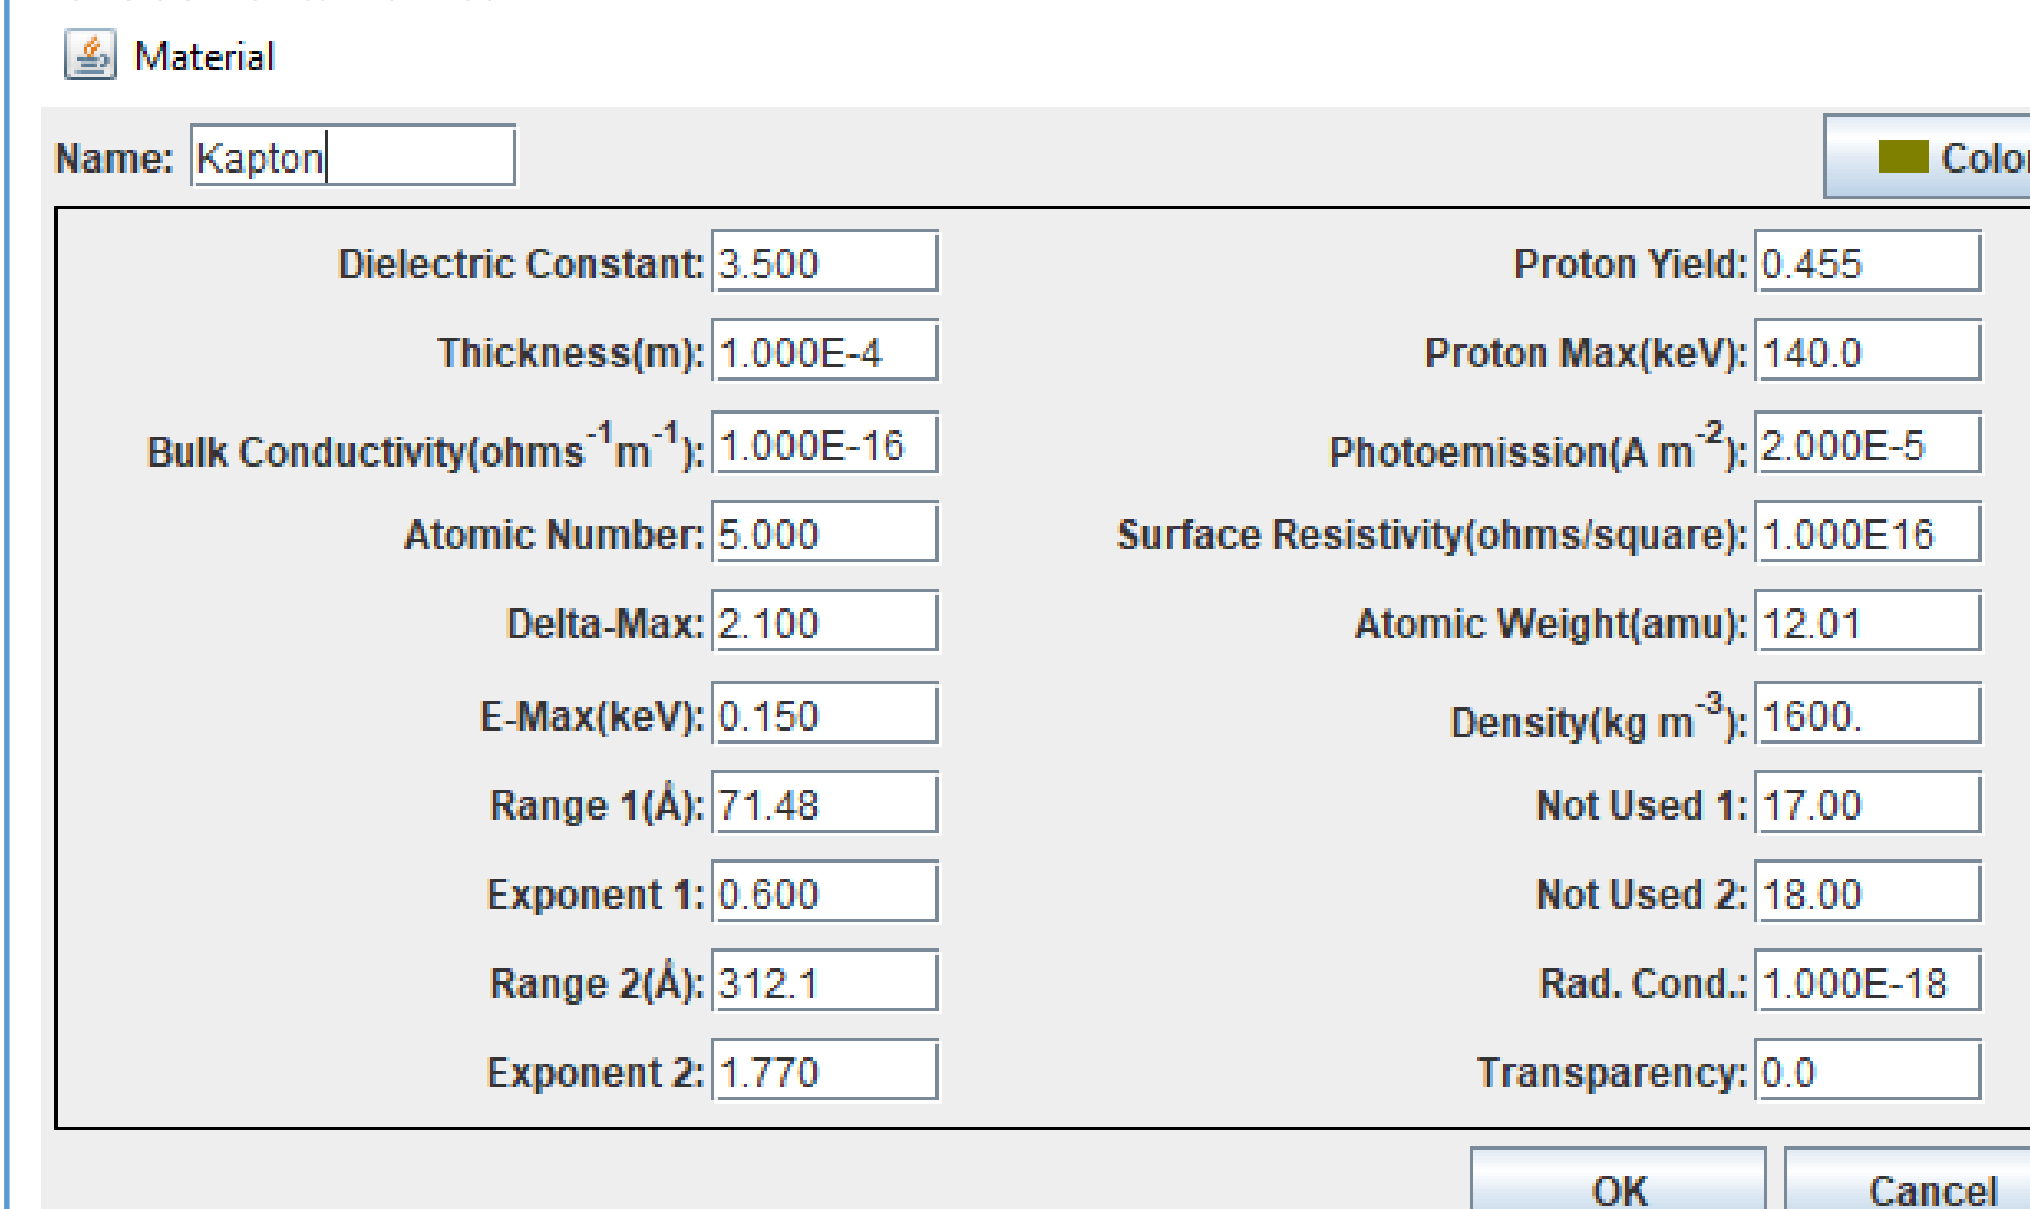 Material
Name: Kapton Color
Dielectric Constant: 3.500 Proton Yield: 0.455
Thickness(m): 1.000E-4 Proton Max(keV): 140.0
Bulk Conductivity(ohms⁻¹m⁻¹): 1.000E-16 Photoemission(A m⁻²): 2.000E-5
Atomic Number: 5.000 Surface Resistivity(ohms/square): 1.000E16
Delta-Max: 2.100 Atomic Weight(amu): 12.01
E-Max(keV): 0.150 Density(kg m⁻³): 1600.
Range 1(Å): 71.48 Not Used 1: 17.00
Exponent 1: 0.600 Not Used 2: 18.00
Range 2(Å): 312.1 Rad. Cond.: 1.000E-18
Exponent 2: 1.770 Transparency: 0.0
OK Cancel